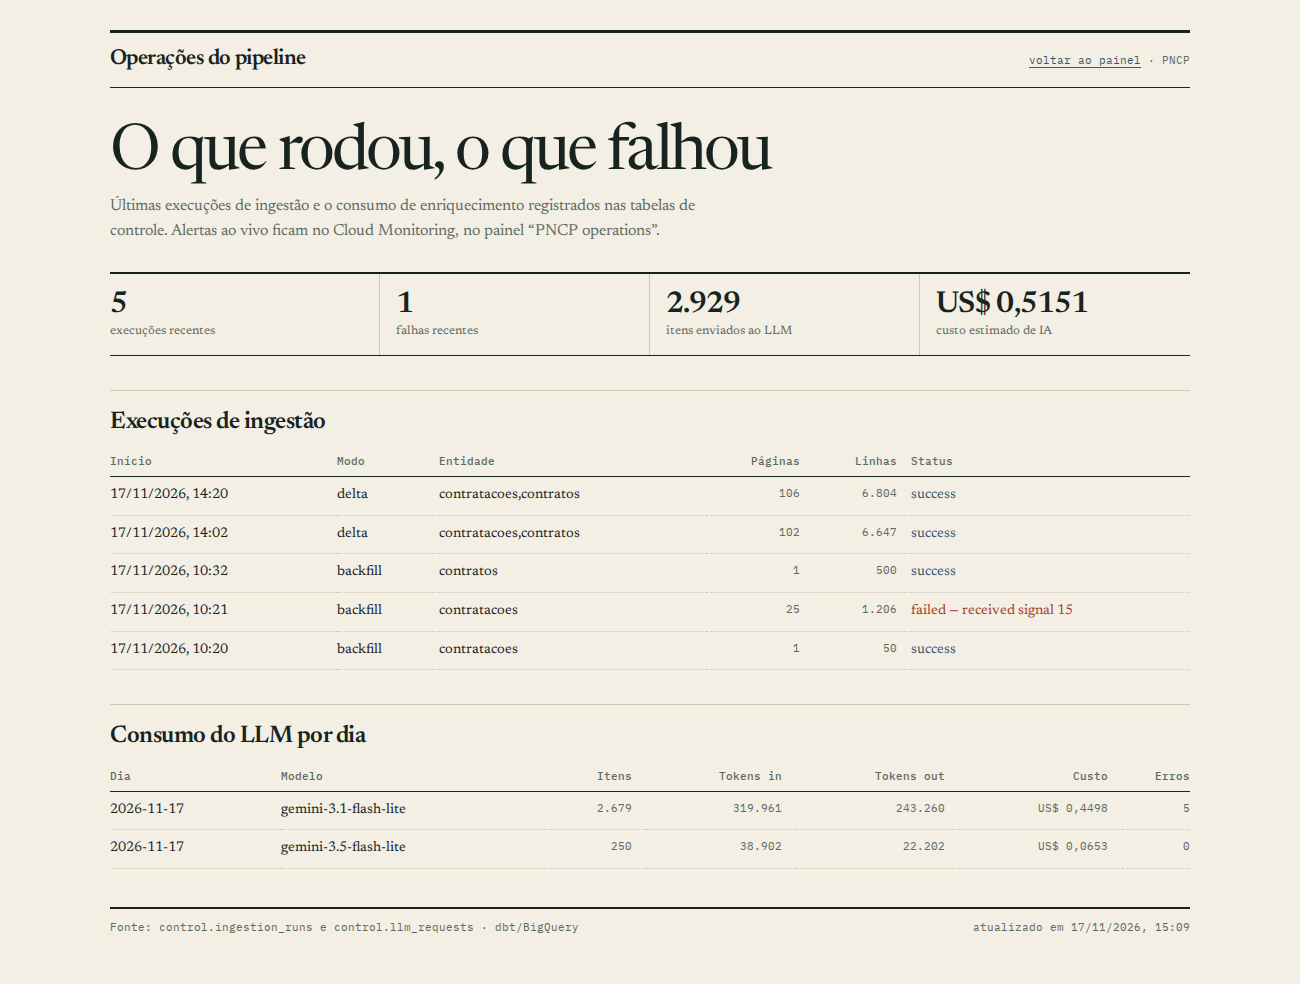 Operações do pipeline
voltar ao painel · PNCP
O que rodou, o que falhou
Últimas execuções de ingestão e o consumo de enriquecimento registrados nas tabelas de
controle. Alertas ao vivo ficam no Cloud Monitoring, no painel “PNCP operations”.
5
execuções recentes
1
falhas recentes
2.929
itens enviados ao LLM
US$ 0,5151
custo estimado de IA
Execuções de ingestão
Início Modo Entidade Páginas Linhas Status
17/11/2026, 14:20 delta contratacoes,contratos 106 6.804 success
17/11/2026, 14:02 delta contratacoes,contratos 102 6.647 success
17/11/2026, 10:32 backfill contratos 1 500 success
17/11/2026, 10:21 backfill contratacoes 25 1.206 failed — received signal 15
17/11/2026, 10:20 backfill contratacoes 1 50 success
Consumo do LLM por dia
Dia Modelo Itens Tokens in Tokens out Custo Erros
2026-11-17 gemini-3.1-flash-lite 2.679 319.961 243.260 US$ 0,4498 5
2026-11-17 gemini-3.5-flash-lite 250 38.902 22.202 US$ 0,0653 0
Fonte: control.ingestion_runs e control.llm_requests · dbt/BigQuery
atualizado em 17/11/2026, 15:09